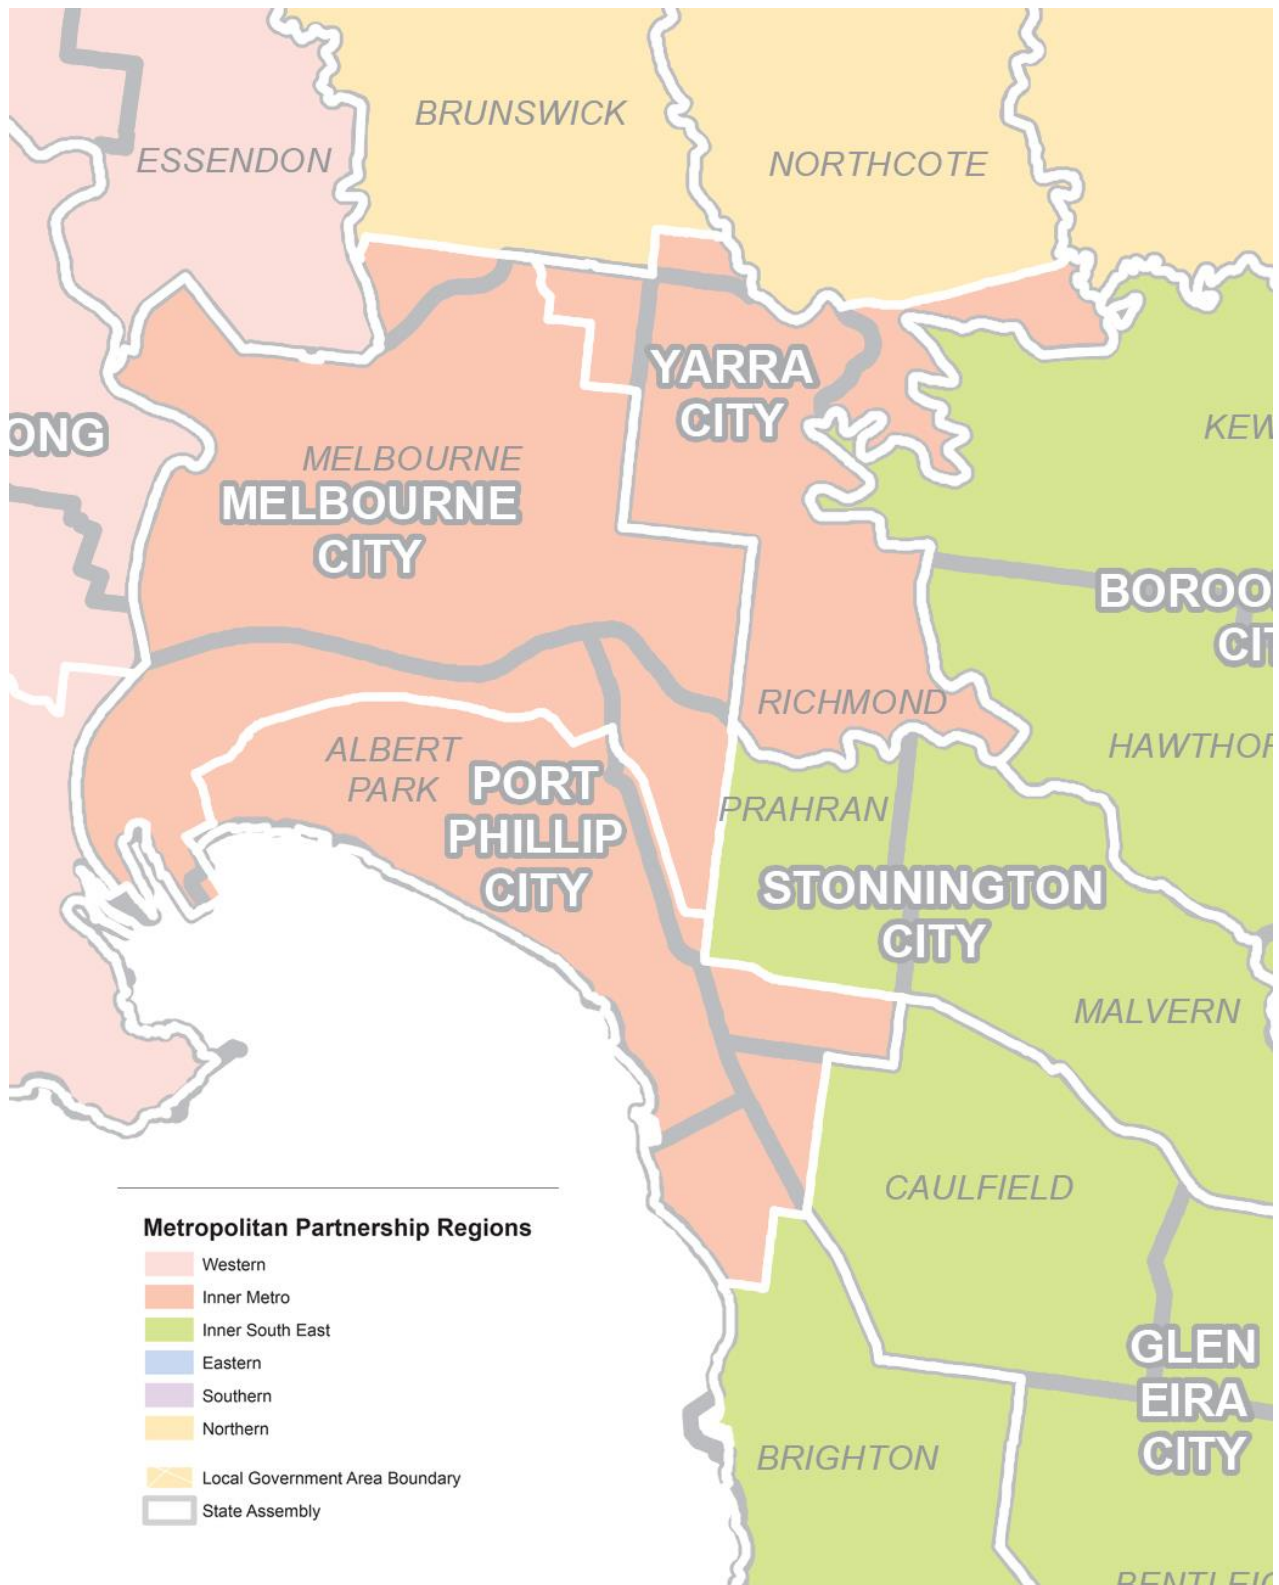 BRUNSWICK
ESSENDON
NORTHCOTE
YARRA
CITY
ONG
KEW
MELBOURNE
MELBOURNE
CITY
BOROO
CIT
RICHMOND
ALBERT
PARK
HAWTHOR
PORT
PHILLIP
CITY
PRAHRAN
STONNINGTON
CITY
MALVERN
CAULFIELD
Metropolitan Partnership Regions
Western
Inner Metro
Inner South East
Eastern
Southern
Northern
Local Government Area Boundary
State Assembly
GLEN
EIRA
CITY
BRIGHTON